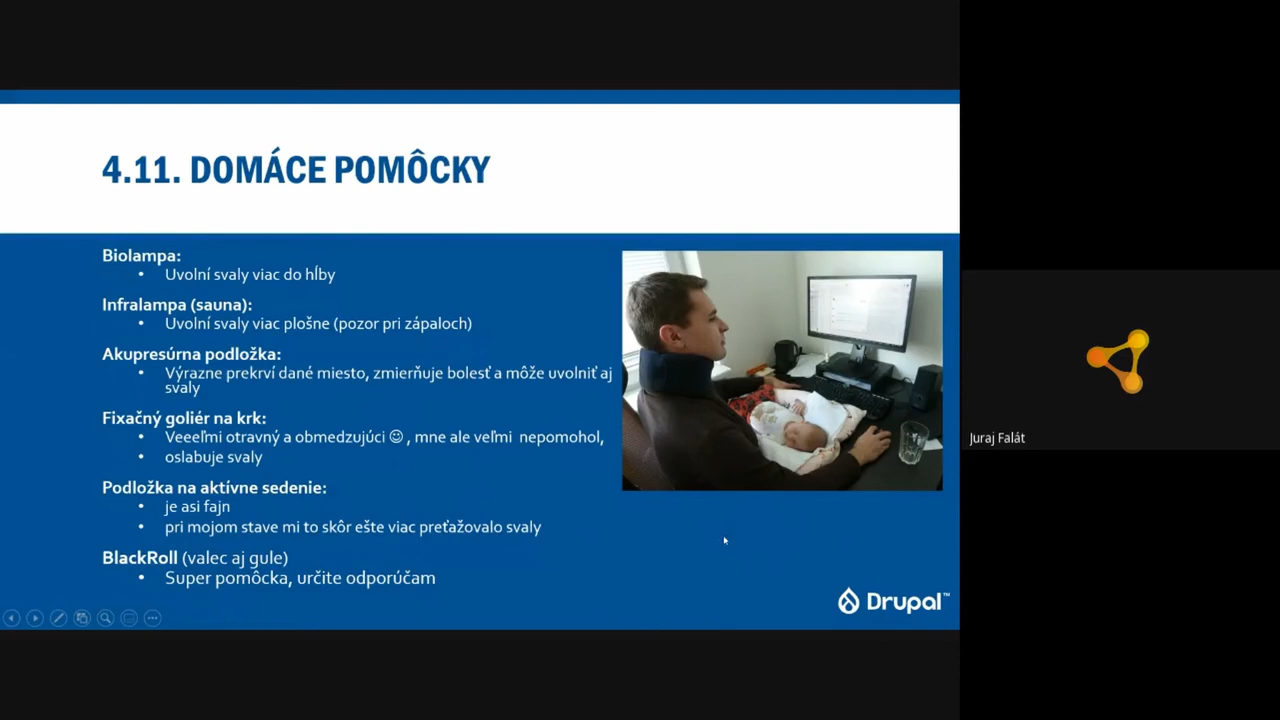 4.11. DOMÁCE POMÔCKY
Biolampa:
• Uvolní svaly viac do hĺby
Infralampa (sauna):
• Uvolní svaly viac plošne (pozor pri zápaloch)
Akupresúrna podložka:
• Výrazne prekrví dané miesto, zmierňuje bolesť a môže uvolniť aj
svaly
Fixačný goliér na krk:
• Veeeľmi otravný a obmedzujúci ☺ , mne ale veľmi nepomohol,
• oslabuje svaly
Podložka na aktívne sedenie:
• je asi fajn
• pri mojom stave mi to skôr ešte viac preťažovalo svaly
BlackRoll (valec aj gule)
• Super pomôcka, určite odporúčam
Drupal™
Juraj Falát